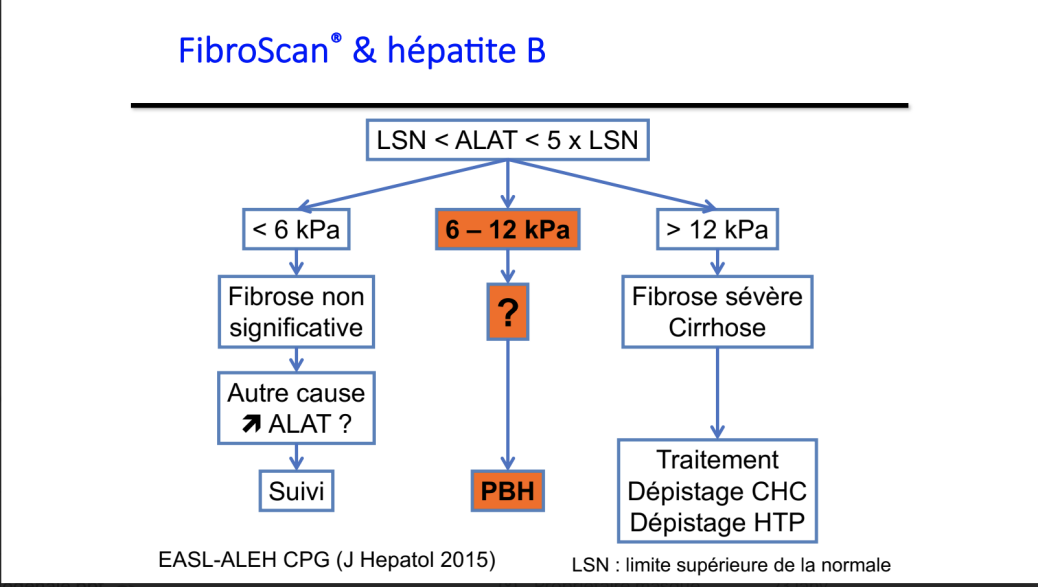 FibroScan® & hépatite B
LSN < ALAT < 5 x LSN
< 6 kPa
6 – 12 kPa
> 12 kPa
Fibrose non
significative
?
Fibrose sévère
Cirrhose
Autre cause
↗ ALAT ?
Suivi
PBH
Traitement
Dépistage CHC
Dépistage HTP
EASL-ALEH CPG (J Hepatol 2015)
LSN : limite supérieure de la normale